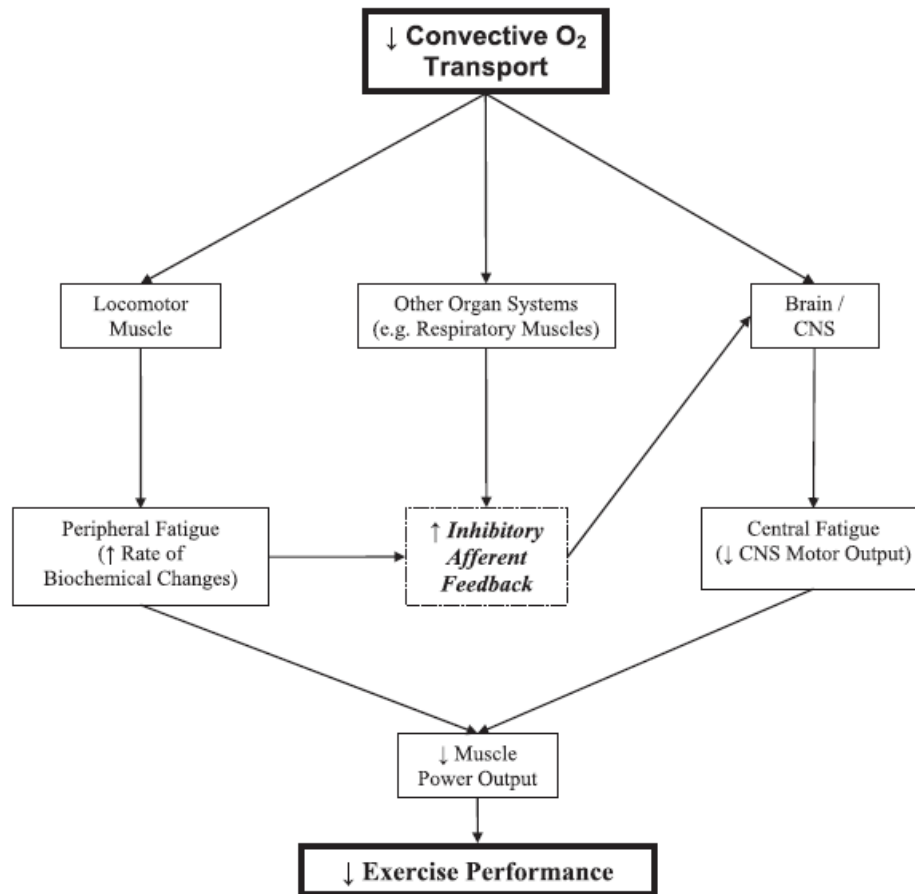 ↓ Convective O₂
Transport
Locomotor
Muscle
Other Organ Systems
(e.g. Respiratory Muscles)
Brain /
CNS
Peripheral Fatigue
(↑ Rate of
Biochemical Changes)
↑ Inhibitory
Afferent
Feedback
Central Fatigue
(↓ CNS Motor Output)
↓ Muscle
Power Output
↓ Exercise Performance